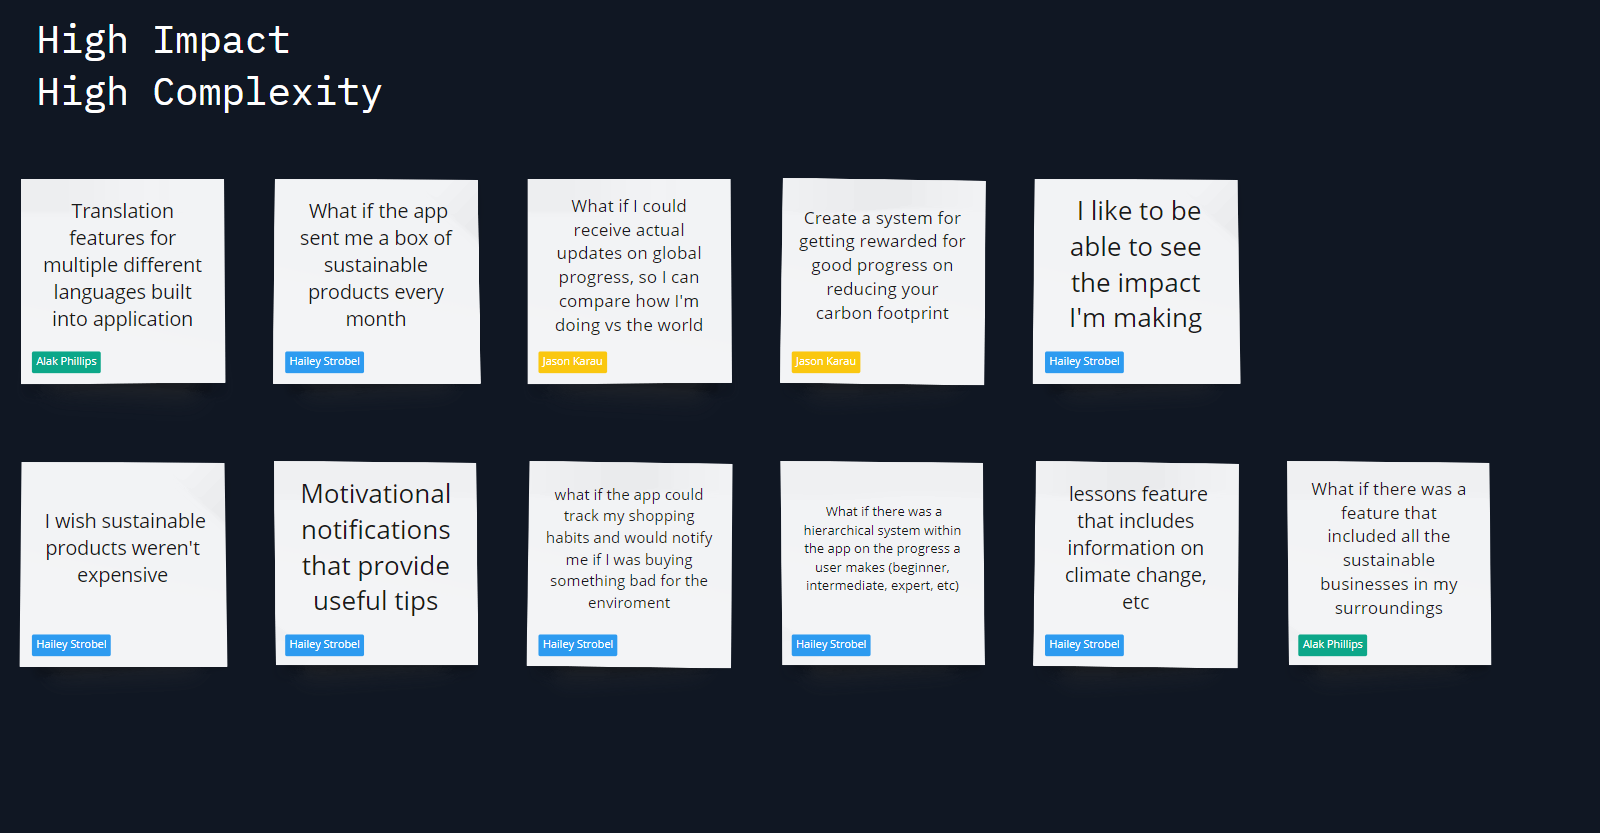 High Impact
High Complexity
Translation
features for
multiple different
languages built
into application
Alak Phillips
What if the app
sent me a box of
sustainable
products every
month
Hailey Strobel
What if I could
receive actual
updates on global
progress, so I can
compare how I'm
doing vs the world
Jason Karau
Create a system for
getting rewarded for
good progress on
reducing your
carbon footprint
Jason Karau
I like to be
able to see
the impact
I'm making
Hailey Strobel
I wish sustainable
products weren't
expensive
Hailey Strobel
Motivational
notifications
that provide
useful tips
Hailey Strobel
what if the app could
track my shopping
habits and would notify
me if I was buying
something bad for the
enviroment
Hailey Strobel
What if there was a
hierarchical system within
the app on the progress a
user makes (beginner,
intermediate, expert, etc)
Hailey Strobel
lessons feature
that includes
information on
climate change,
etc
Hailey Strobel
What if there was a
feature that
included all the
sustainable
businesses in my
surroundings
Alak Phillips